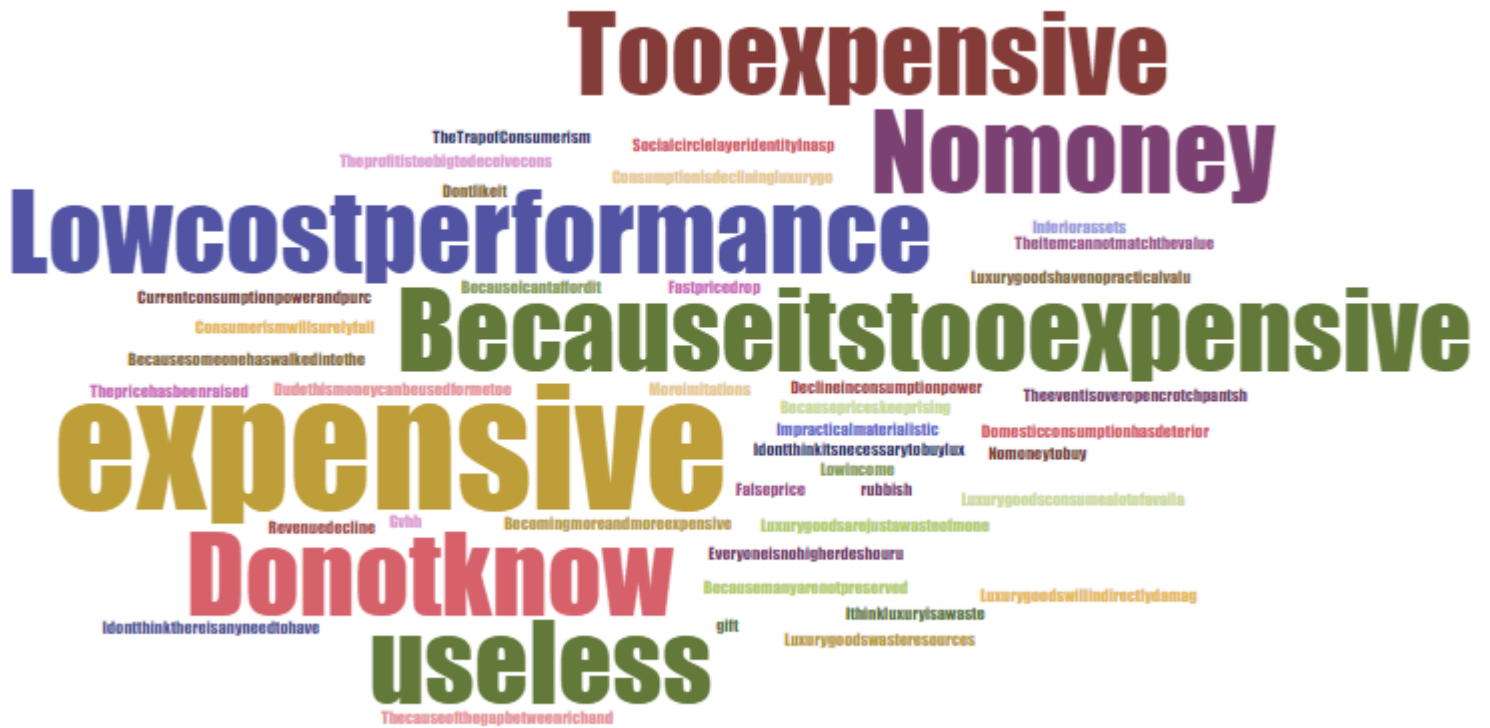 Tooexpensive
Nomoney
TheTrapofConsumerism
SocialcirclelayeridentityInasp
Theprofitistoobigtodeceivecons
Consumptionisdecliningluxurygo
Dontlikeit
Lowcostperformance
Inferiorassets
Theitemcannotmatchthevalue
Luxurygoodshavenopracticalvalu
BecauseIcantaffordit
Fastpricedrop
Currentconsumptionpowerandpurc
Becauseitstooexpensive
Consumerismwillsurelyfail
Becausesomeonehaswalkedintothe
Thepricehasbeenraised
Dudethismoneycanbeusedformetoe
Moreimitations
Declineinconsumptionpower
Theeventisoveropencrotchpantsh
Becausepriceskeeprising
expensive
Impracticalmaterialistic
Domesticconsumptionhasdeterior
Idontthinkitsnecessarytobuylux
Nomoneytobuy
LowIncome
Falseprice
rubbish
Luxurygoodsconsumealotofavaila
Revenuedecline
Gvhh
Becomingmoreandmoreexpensive
Luxurygoodsarejustawasteofmone
Donotknow
Everyoneisnohigherdeshouru
Becausemanyarenotpreserved
Luxurygoodswillindirectlydamag
Ithinkluxuryisawaste
Idontthinkthereisanyneedtohave
gift
useless
Luxurygoodswasteresources
Thecauseofthegapbetweenrichand